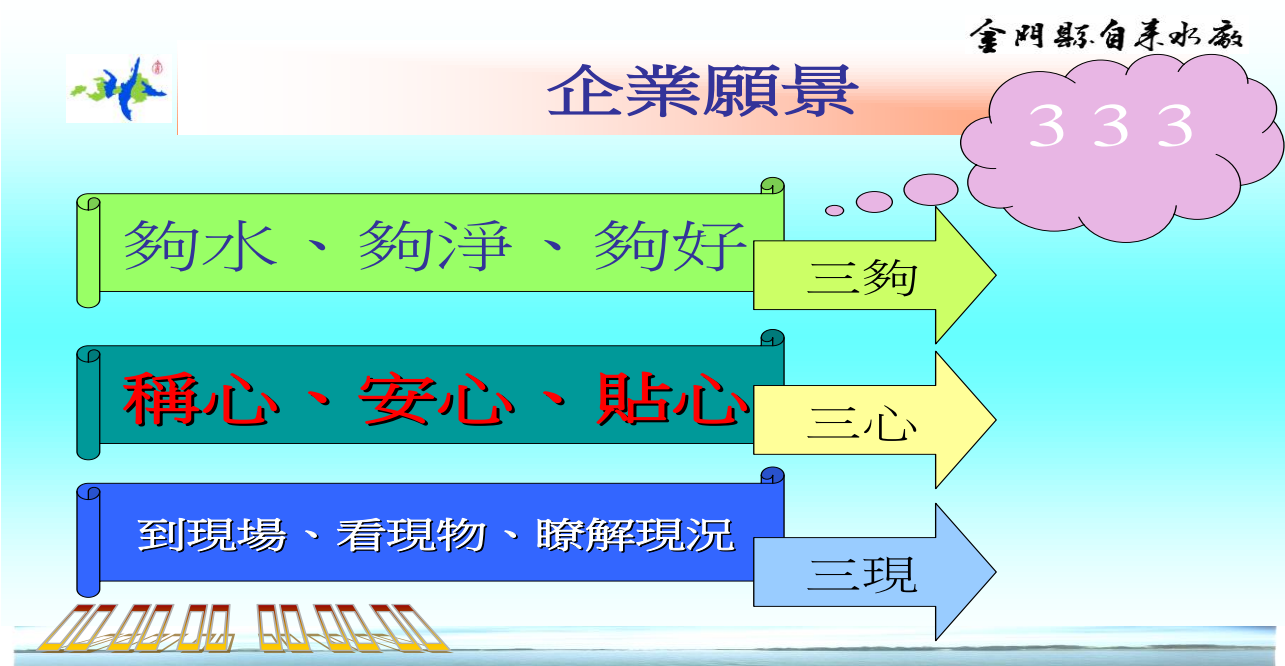 金門縣自来水廠
企業願景
３３３
夠水、夠淨、夠好
三夠
稱心、安心、貼心
三心
到現場、看現物、瞭解現況
三現